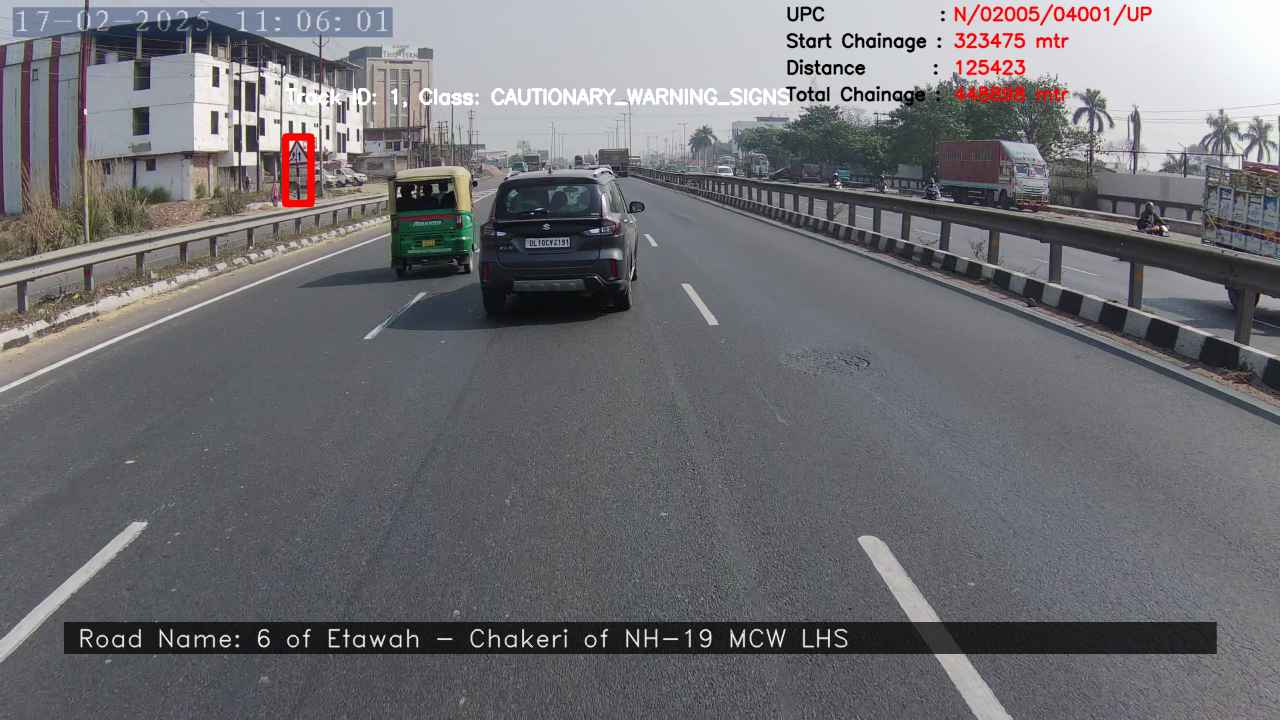 17-02-2025 11:06:01
UPC : N/02005/04001/UP
Start Chainage : 323475 mtr
Distance : 125423
Track ID: 1, Class: CAUTIONARY_WARNING_SIGNS
Total Chainage : 448898 mtr
DL10CV2191
Road Name: 6 of Etawah - Chakeri of NH-19 MCW LHS